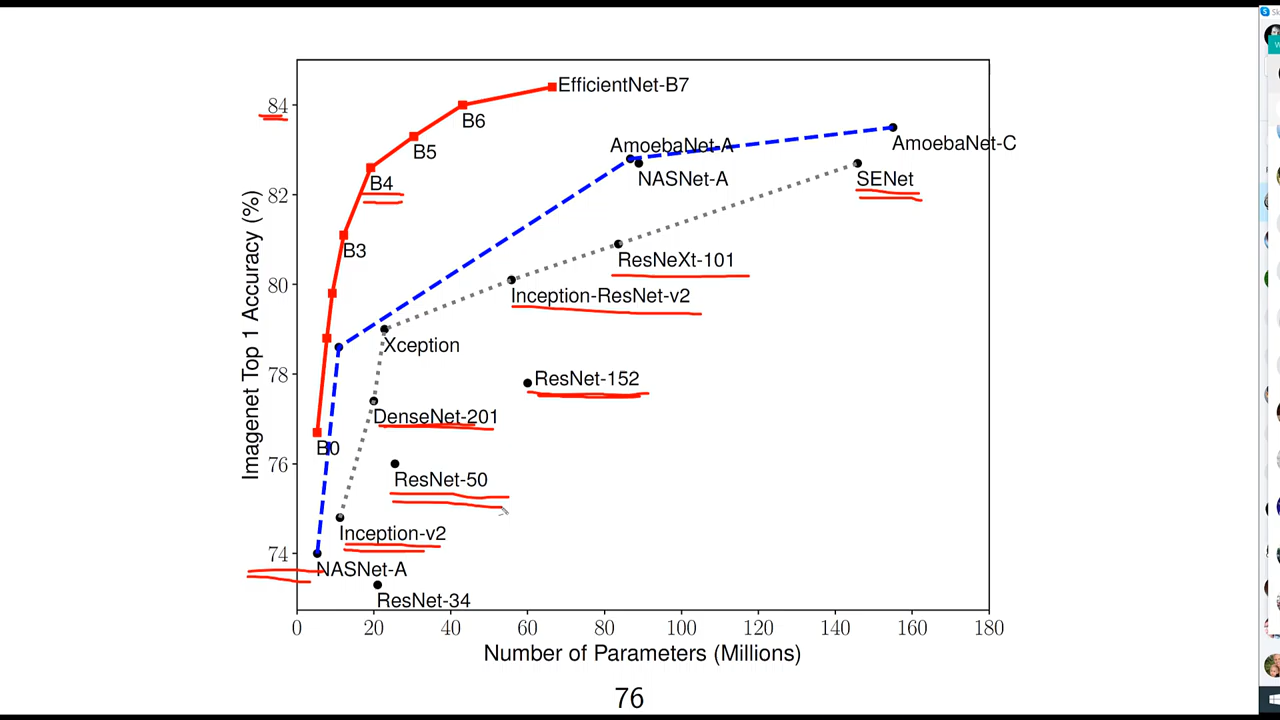 EfficientNet-B7
84
B6
AmoebaNet-A
AmoebaNet-C
B5
NASNet-A
SENet
B4
82
B3
ResNeXt-101
80
Inception-ResNet-v2
Xception
78
ResNet-152
DenseNet-201
B0
76
ResNet-50
Inception-v2
74
NASNet-A
ResNet-34
Imagenet Top 1 Accuracy (%)
0 20 40 60 80 100 120 140 160 180
Number of Parameters (Millions)
76